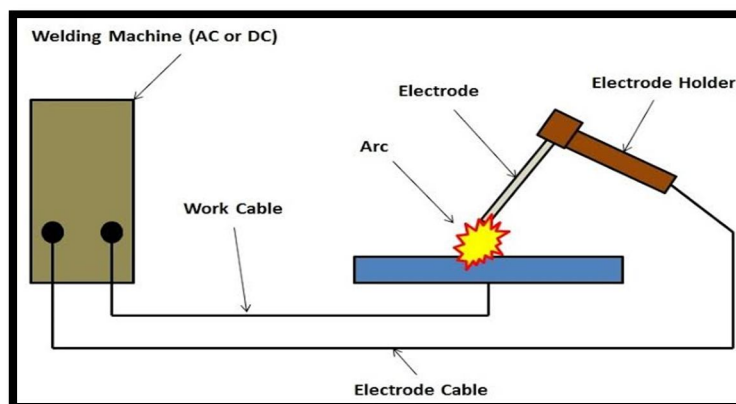 Welding Machine (AC or DC)
Electrode
Electrode Holder
Arc
Work Cable
Electrode Cable